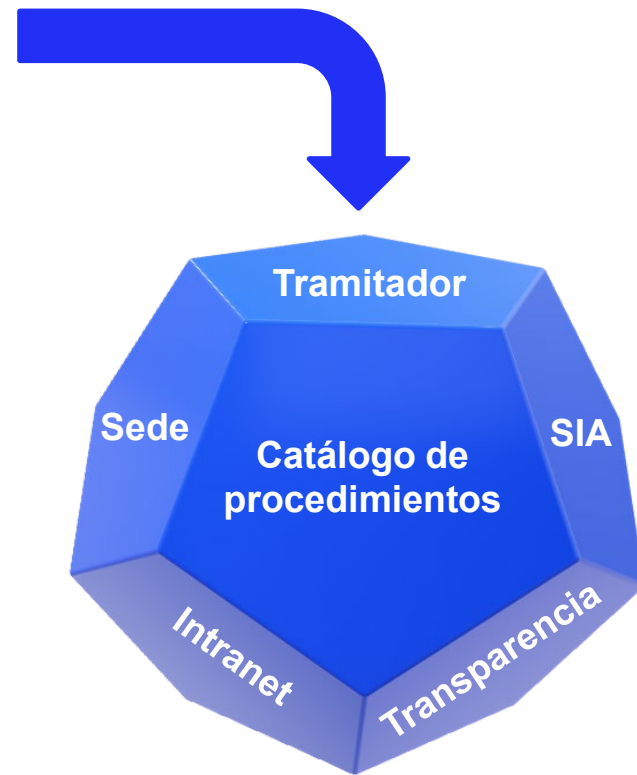 Tramitador
Sede
SIA
Catálogo de
procedimientos
Intranet
Transparencia